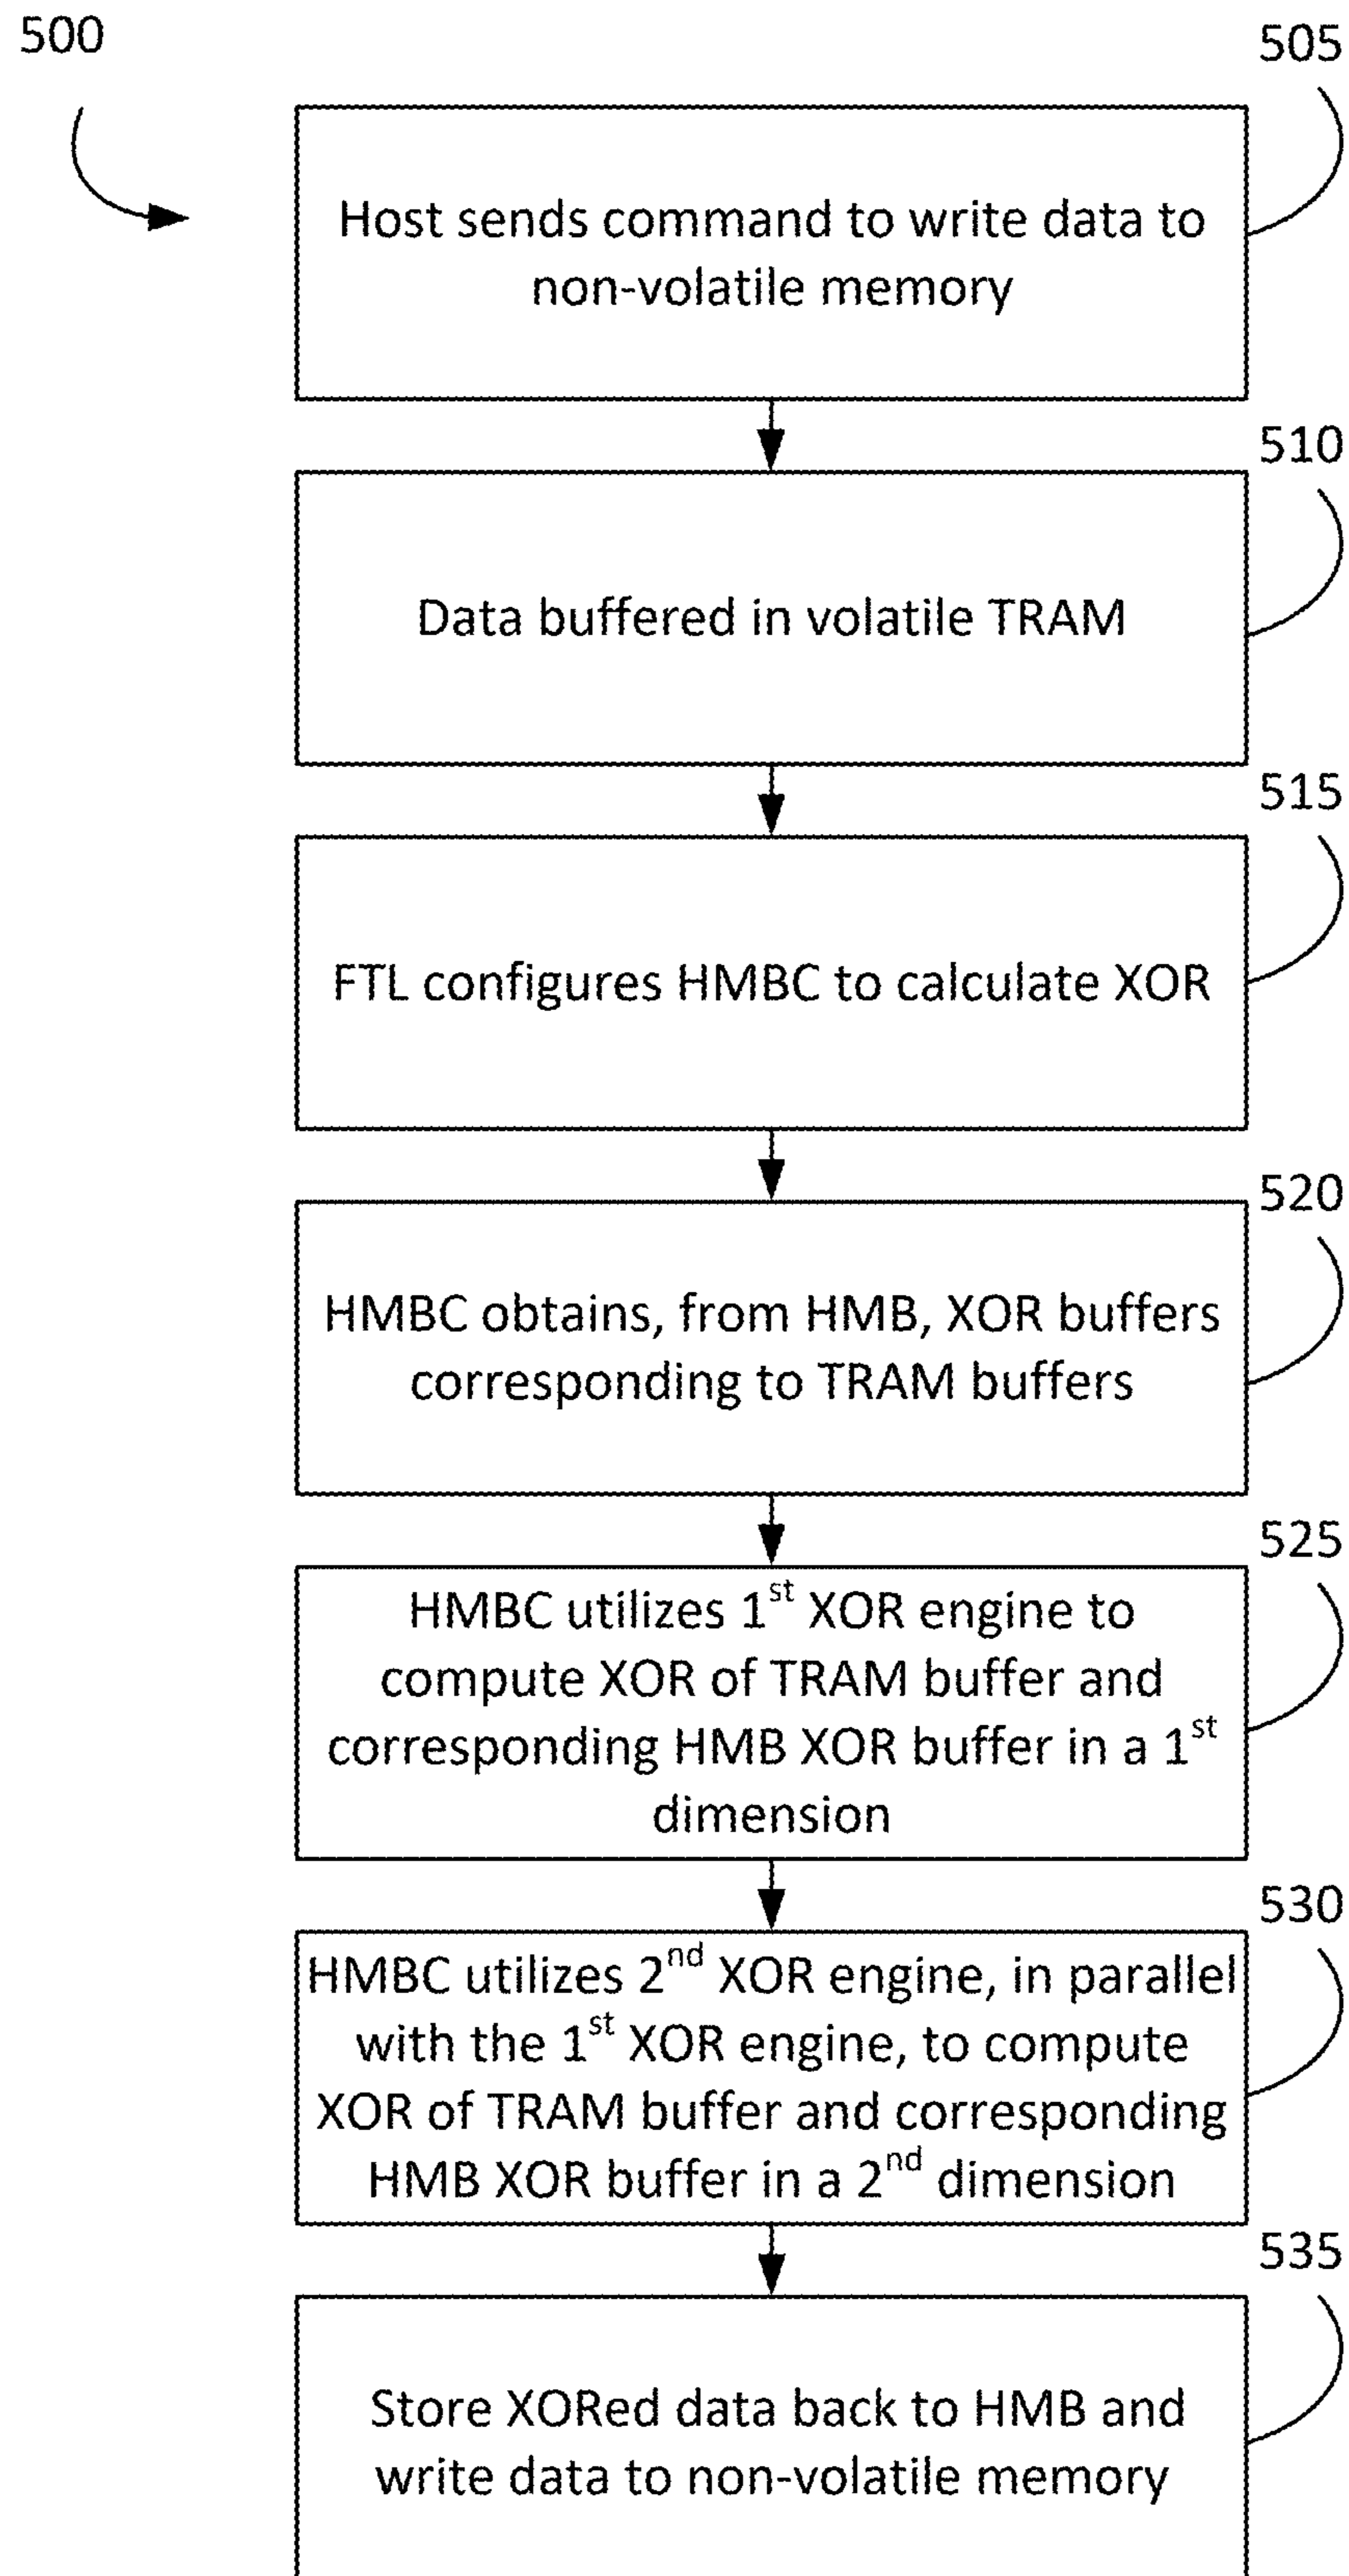 500
505
Host sends command to write data to
non-volatile memory
510
Data buffered in volatile TRAM
515
FTL configures HMBC to calculate XOR
520
HMBC obtains, from HMB, XOR buffers
corresponding to TRAM buffers
525
HMBC utilizes 1st XOR engine to
compute XOR of TRAM buffer and
corresponding HMB XOR buffer in a 1st
dimension
530
HMBC utilizes 2nd XOR engine, in parallel
with the 1st XOR engine, to compute
XOR of TRAM buffer and corresponding
HMB XOR buffer in a 2nd dimension
535
Store XORed data back to HMB and
write data to non-volatile memory